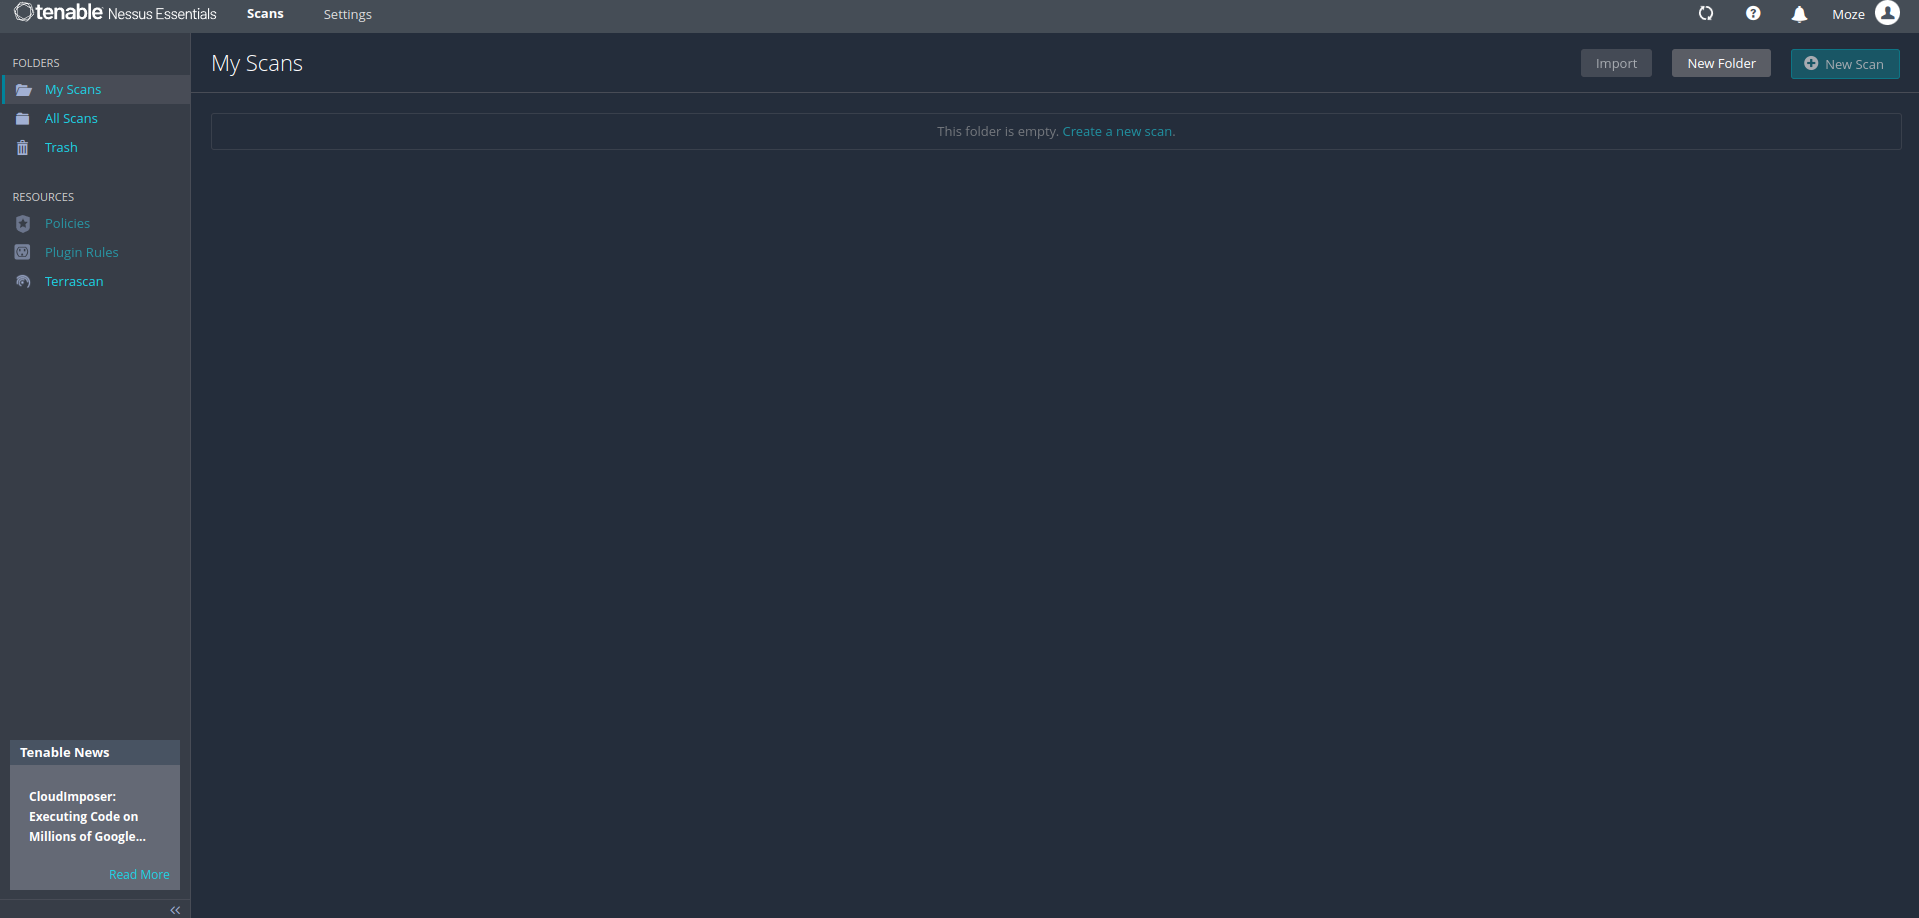 tenable Nessus Essentials
Scans
Settings
Moze
FOLDERS
My Scans
All Scans
Trash
RESOURCES
Policies
Plugin Rules
Terrascan
Tenable News
CloudImposer:
Executing Code on
Millions of Google...
Read More
My Scans
Import
New Folder
New Scan
This folder is empty. Create a new scan.